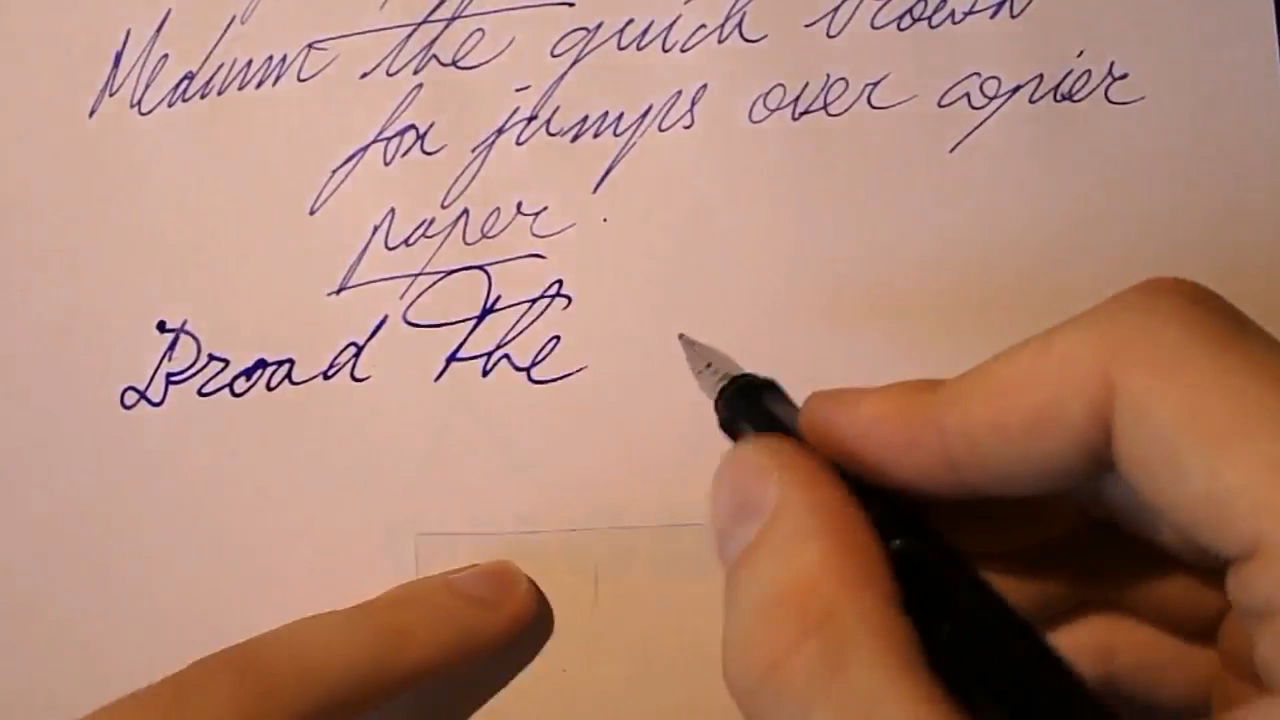 Medium the quick brown
fox jumps over copier
paper.
Broad The